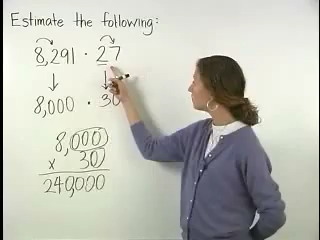 Estimate the following:
8,291 · 27
8,000 · 30
8,000
x 30
240,000